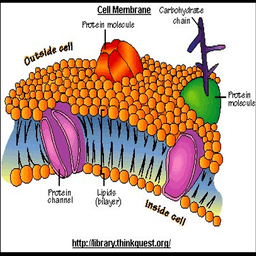 Cell Membrane
Carbohydrate
chain
Protein molecule
Outside cell
Protein
molecule
Protein
channel
Lipids
(bilayer)
Inside cell
http://library.thinkquest.org/